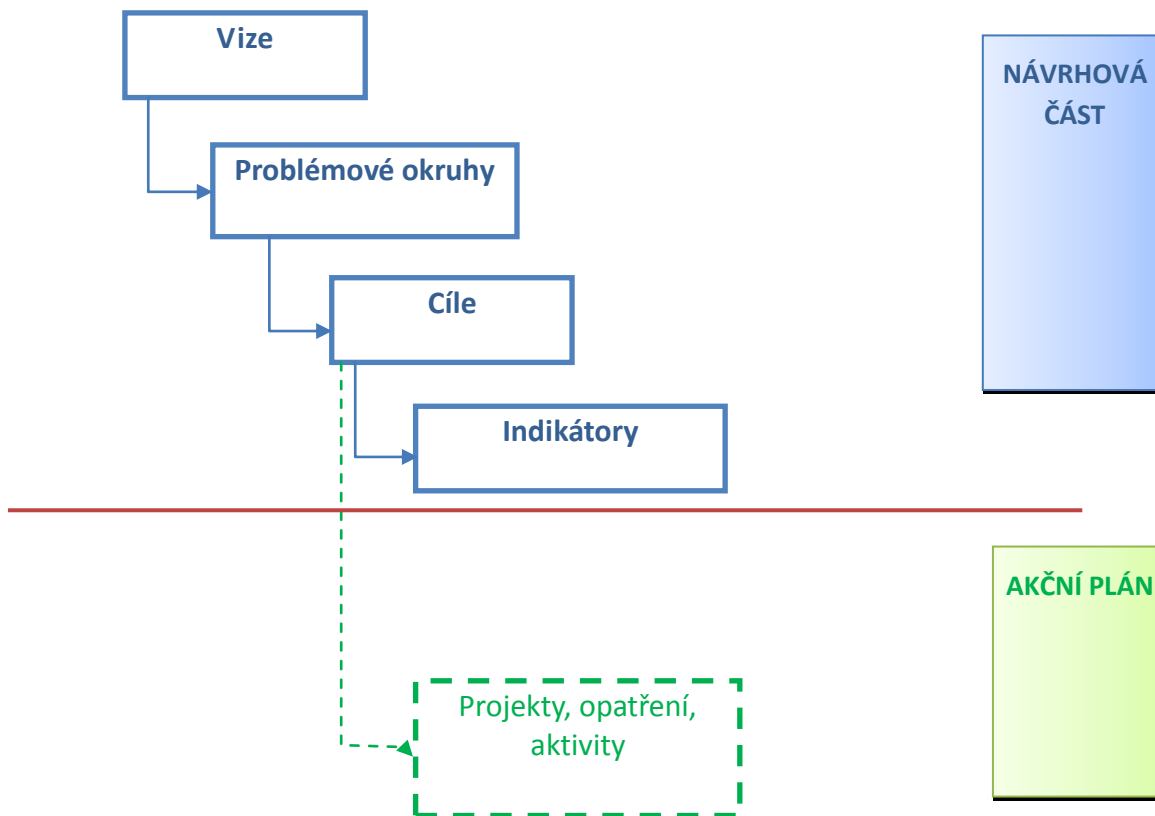 Vize
NÁVRHOVÁ
ČÁST
Problémové okruhy
Cíle
Indikátory
AKČNÍ PLÁN
Projekty, opatření,
aktivity